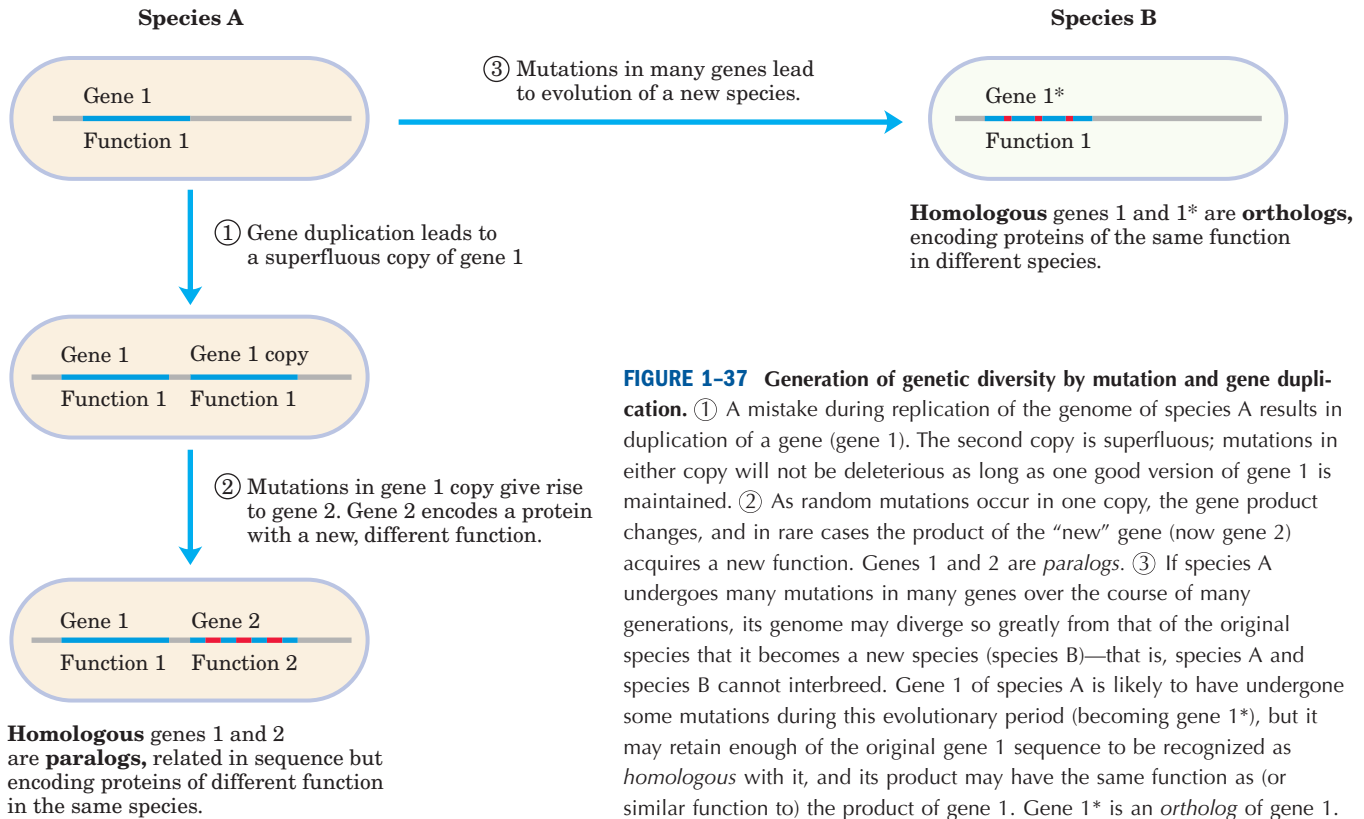 Species A
Species B
③ Mutations in many genes lead
to evolution of a new species.
Gene 1
Function 1
Gene 1*
Function 1
Homologous genes 1 and 1* are orthologs,
encoding proteins of the same function
in different species.
① Gene duplication leads to
a superfluous copy of gene 1
Gene 1
Gene 1 copy
Function 1
Function 1
② Mutations in gene 1 copy give rise
to gene 2. Gene 2 encodes a protein
with a new, different function.
Gene 1
Gene 2
Function 1
Function 2
Homologous genes 1 and 2
are paralogs, related in sequence but
encoding proteins of different function
in the same species.
FIGURE 1–37 Generation of genetic diversity by mutation and gene dupli-
cation. ① A mistake during replication of the genome of species A results in
duplication of a gene (gene 1). The second copy is superfluous; mutations in
either copy will not be deleterious as long as one good version of gene 1 is
maintained. ② As random mutations occur in one copy, the gene product
changes, and in rare cases the product of the “new” gene (now gene 2)
acquires a new function. Genes 1 and 2 are paralogs. ③ If species A
undergoes many mutations in many genes over the course of many
generations, its genome may diverge so greatly from that of the original
species that it becomes a new species (species B)—that is, species A and
species B cannot interbreed. Gene 1 of species A is likely to have undergone
some mutations during this evolutionary period (becoming gene 1*), but it
may retain enough of the original gene 1 sequence to be recognized as
homologous with it, and its product may have the same function as (or
similar function to) the product of gene 1. Gene 1* is an ortholog of gene 1.